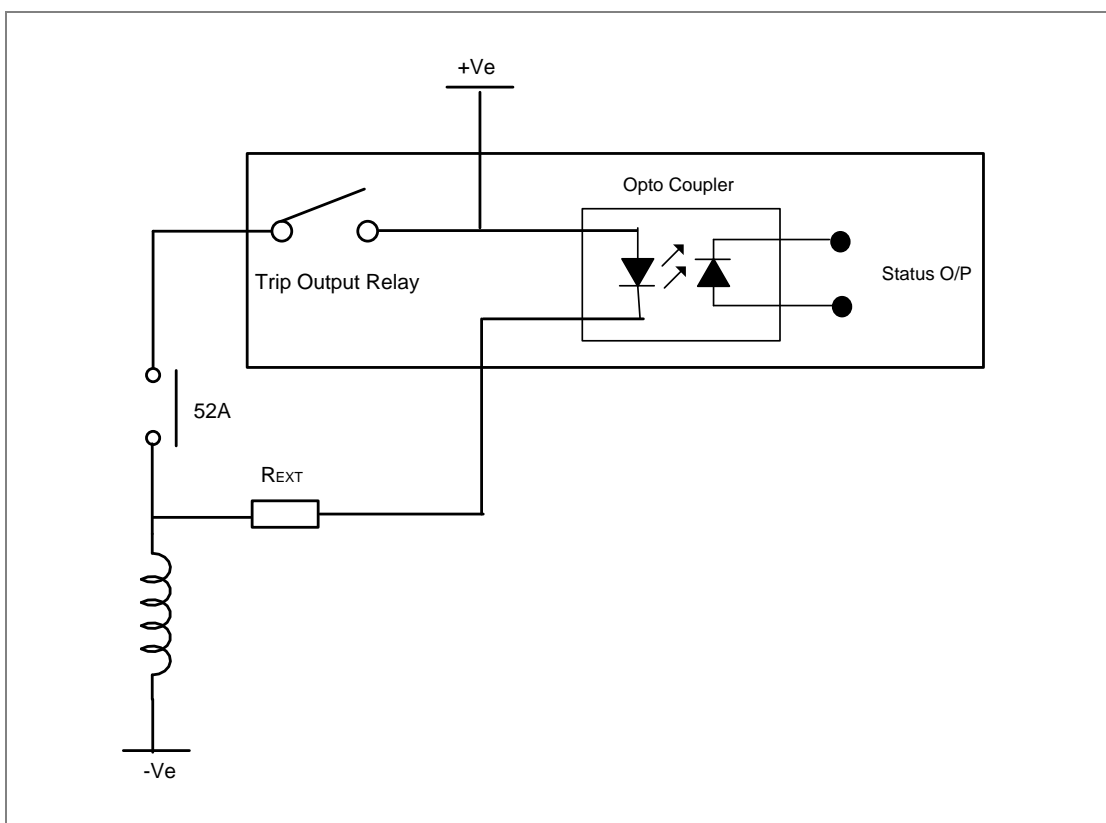 +Ve
Opto Coupler
Trip Output Relay
Status O/P
52A
REXT
-Ve